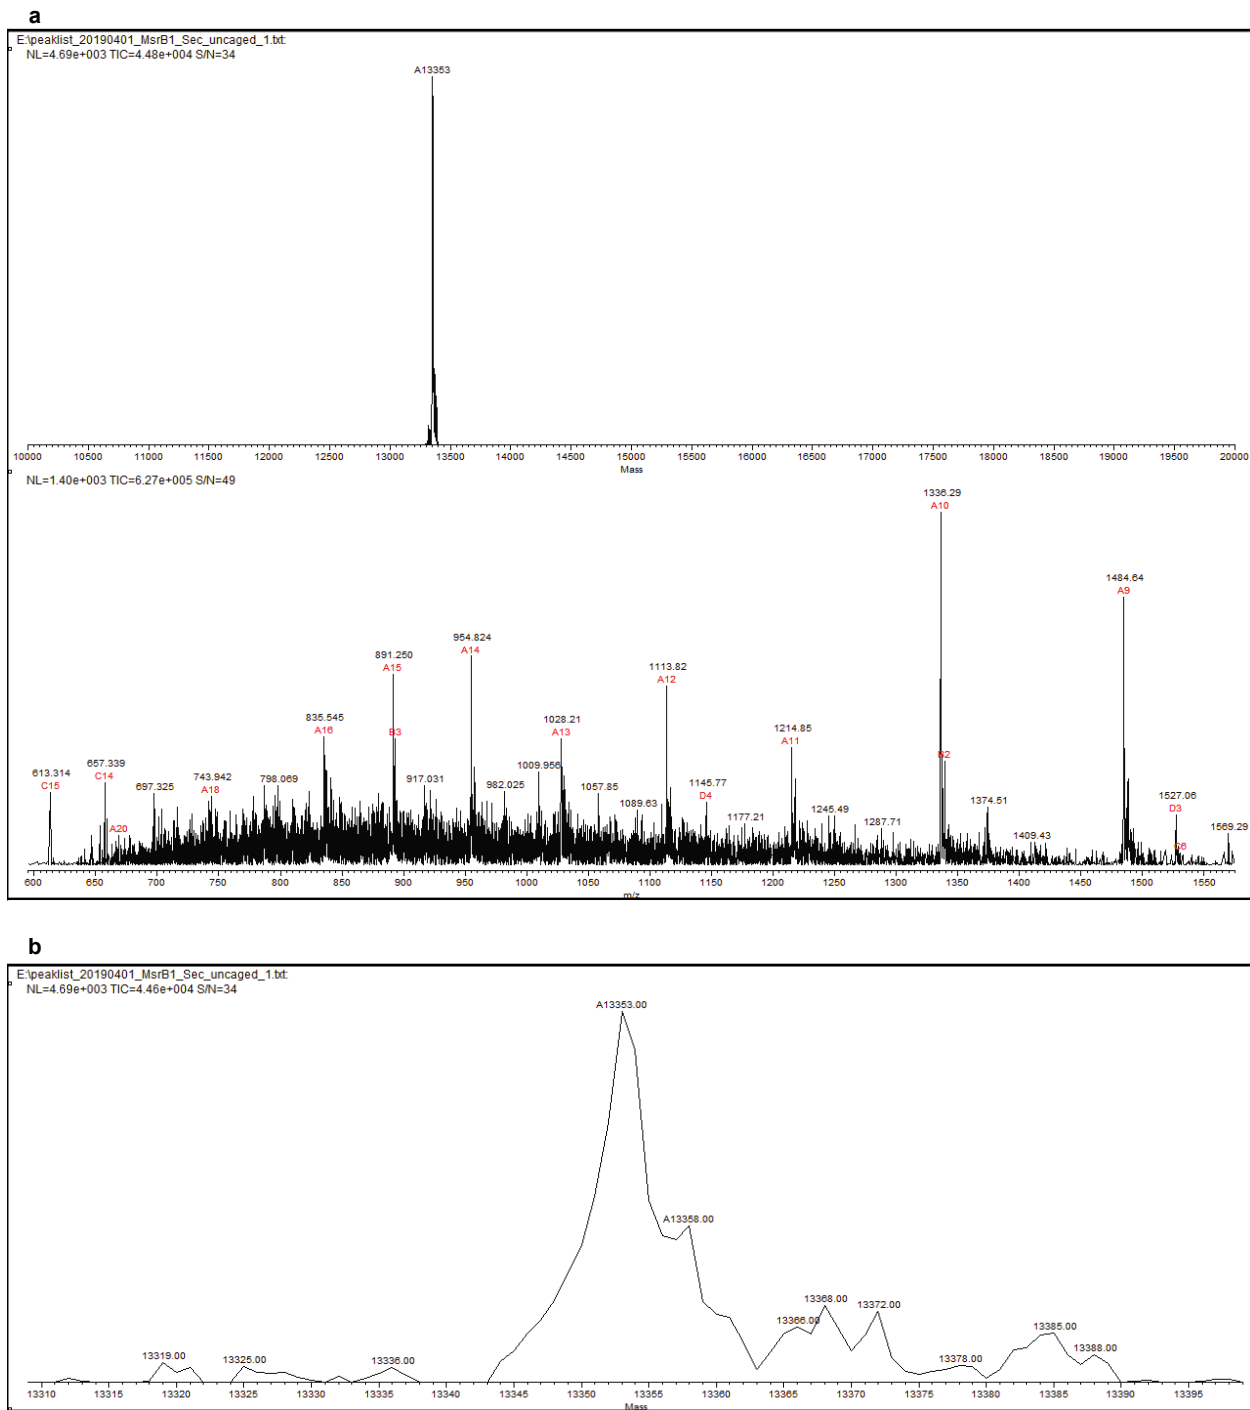 a
E:\peaklist_20190401_MsrB1_Sec_uncaged_1.txt:
NL=4.69e+003 TIC=4.48e+004 S/N=34
A13353
10000 10500 11000 11500 12000 12500 13000 13500 14000 14500 15000 15500 16000 16500 17000 17500 18000 18500 19000 19500 20000
Mass
NL=1.40e+003 TIC=6.27e+005 S/N=49
1336.29
A10
1484.64
A9
954.824
A14
891.250
A15
B3
1113.82
A12
835.545
A16
1028.21
A13
1214.85
A11
B2
613.314
C15
657.339
C14
697.325
743.942
A18
798.069
917.031
982.025
1009.956
1057.85
1089.63
1145.77
D4
1177.21
1245.49
1287.71
1374.51
1409.43
1527.06
D3
C6
1569.29
A20
600 650 700 750 800 850 900 950 1000 1050 1100 1150 1200 1250 1300 1350 1400 1450 1500 1550
m/z
b
E:\peaklist_20190401_MsrB1_Sec_uncaged_1.txt:
NL=4.69e+003 TIC=4.46e+004 S/N=34
A13353.00
A13358.00
13368.00
13372.00
13366.00
13385.00
13388.00
13319.00
13325.00
13336.00
13378.00
13310 13315 13320 13325 13330 13335 13340 13345 13350 13355 13360 13365 13370 13375 13380 13385 13390 13395
Mass